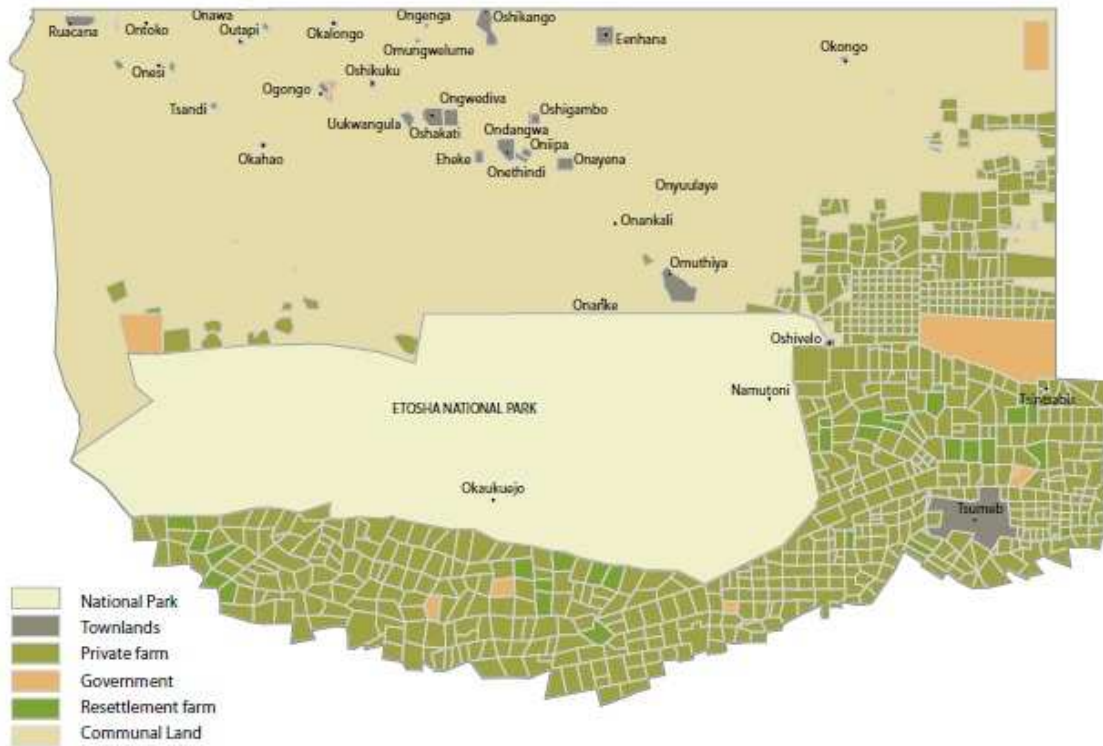 Onawa
Ongenga
Oshikango
Ruacana
Ontoko
Outapi
Okalongo
Omungwelume
Eenhana
Okongo
Onesi
Oshikuku
Ogongo
Tsandi
Ongwediva
Uukwangula
Oshakati
Oshigambo
Ondangwa
Oniipa
Okahao
Eheke
Onethindi
Onayena
Onyuulaye
Onankali
Omuthiya
Onanke
Oshivelo
Namutoni
Tsintsabis
ETOSHA NATIONAL PARK
Okaukuejo
Tsumeb
National Park
Townlands
Private farm
Government
Resettlement farm
Communal Land